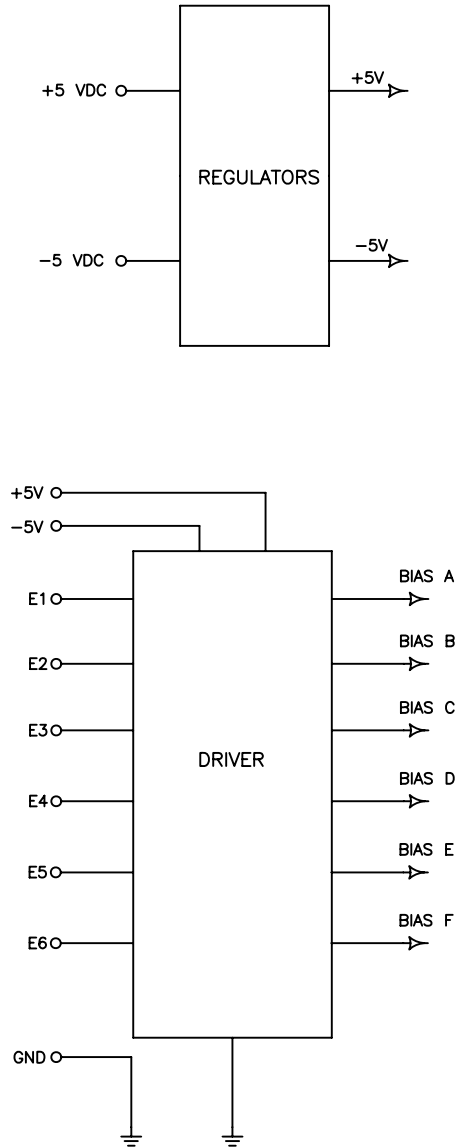 +5 VDC
+5V
REGULATORS
-5 VDC
-5V
+5V
-5V
E1
BIAS A
E2
BIAS B
E3
BIAS C
DRIVER
E4
BIAS D
E5
BIAS E
E6
BIAS F
GND